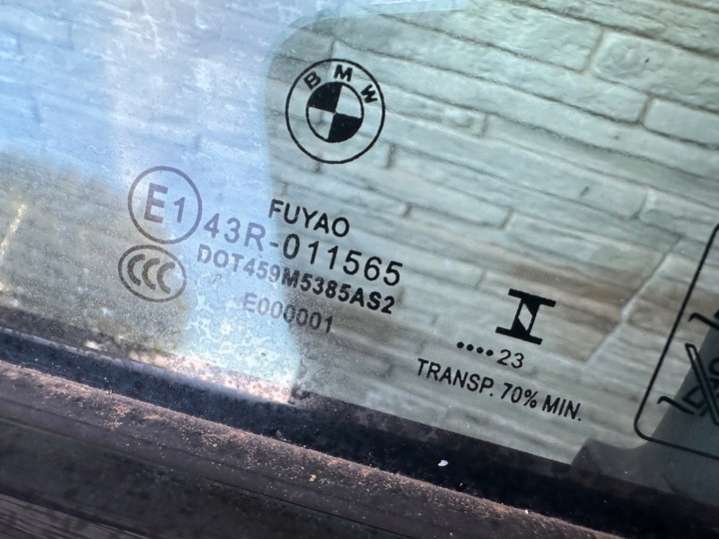 BMW
E1
FUYAO
43R-011565
CCC
DOT459M5385AS2
E000001
....23
TRANSP. 70% MIN.